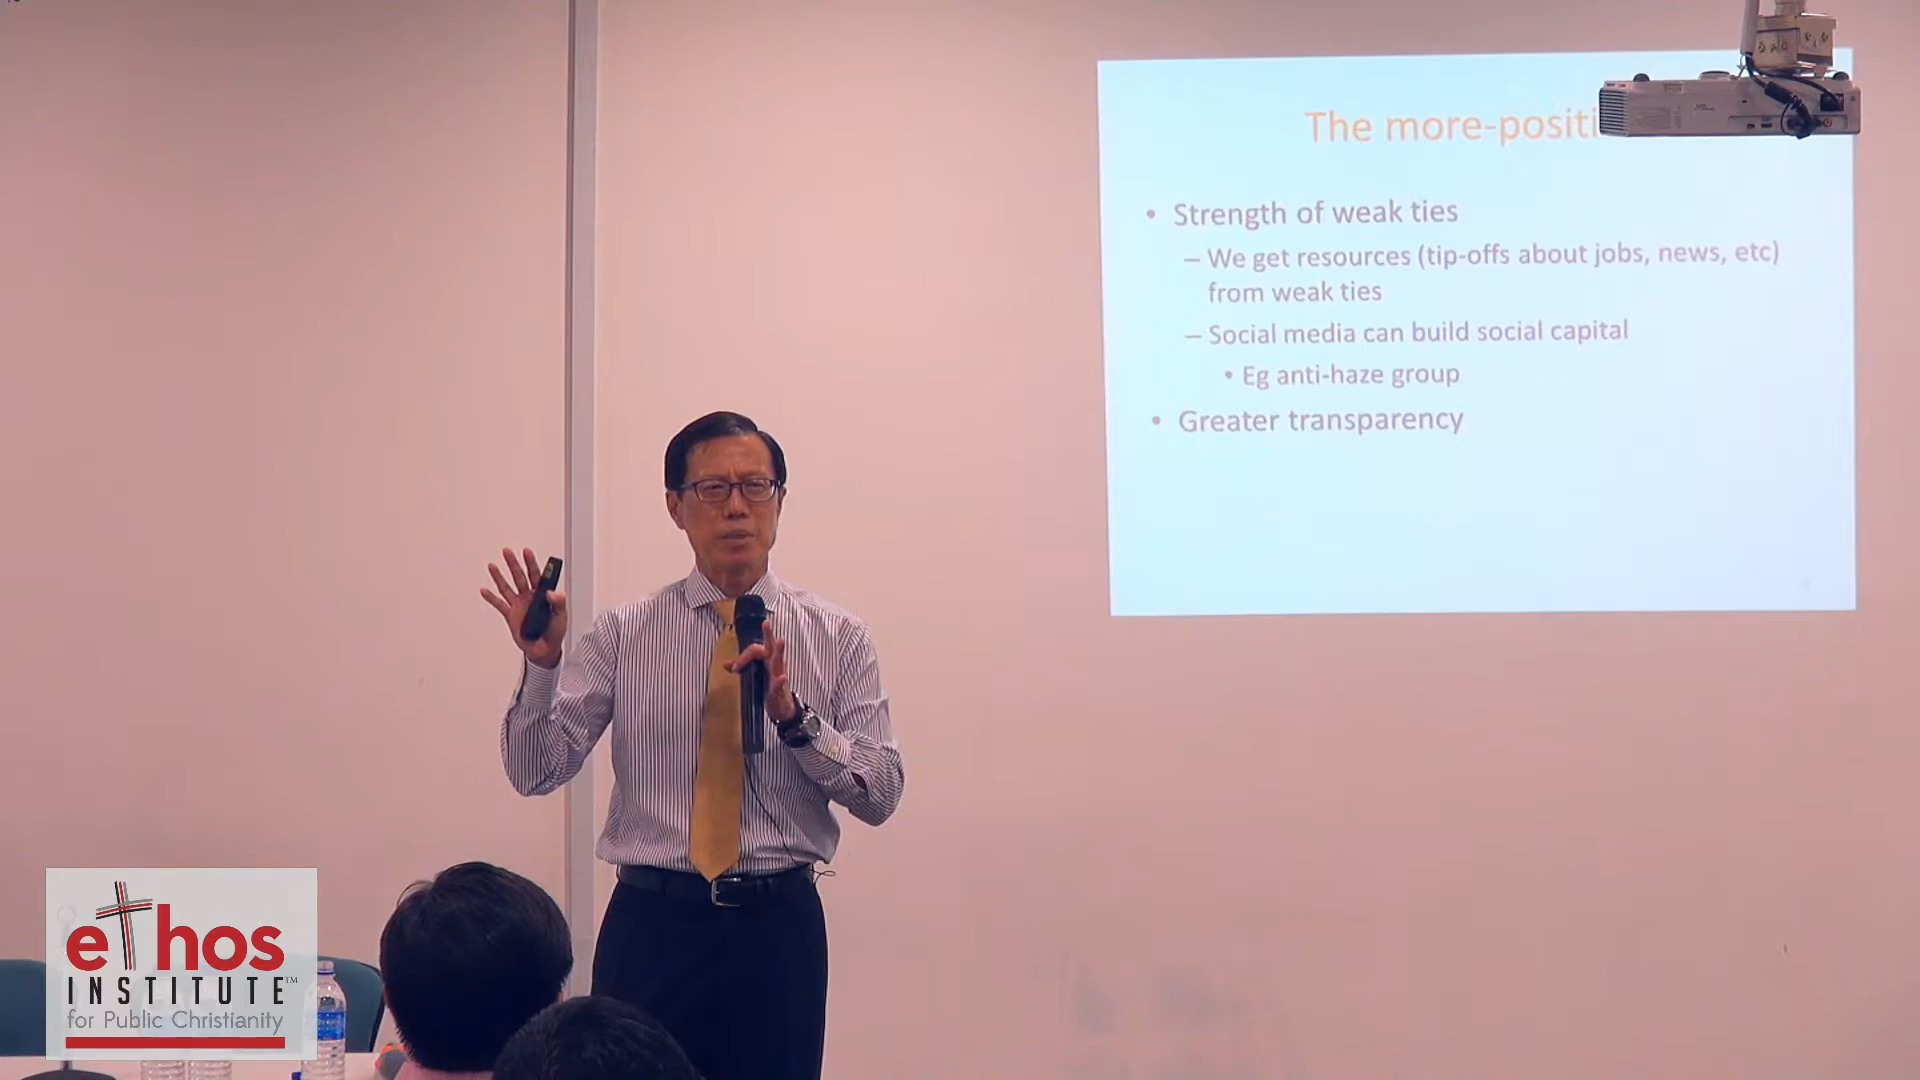 The more-positi
• Strength of weak ties
– We get resources (tip-offs about jobs, news, etc)
from weak ties
– Social media can build social capital
• Eg anti-haze group
• Greater transparency
ethos
INSTITUTE™
for Public Christianity